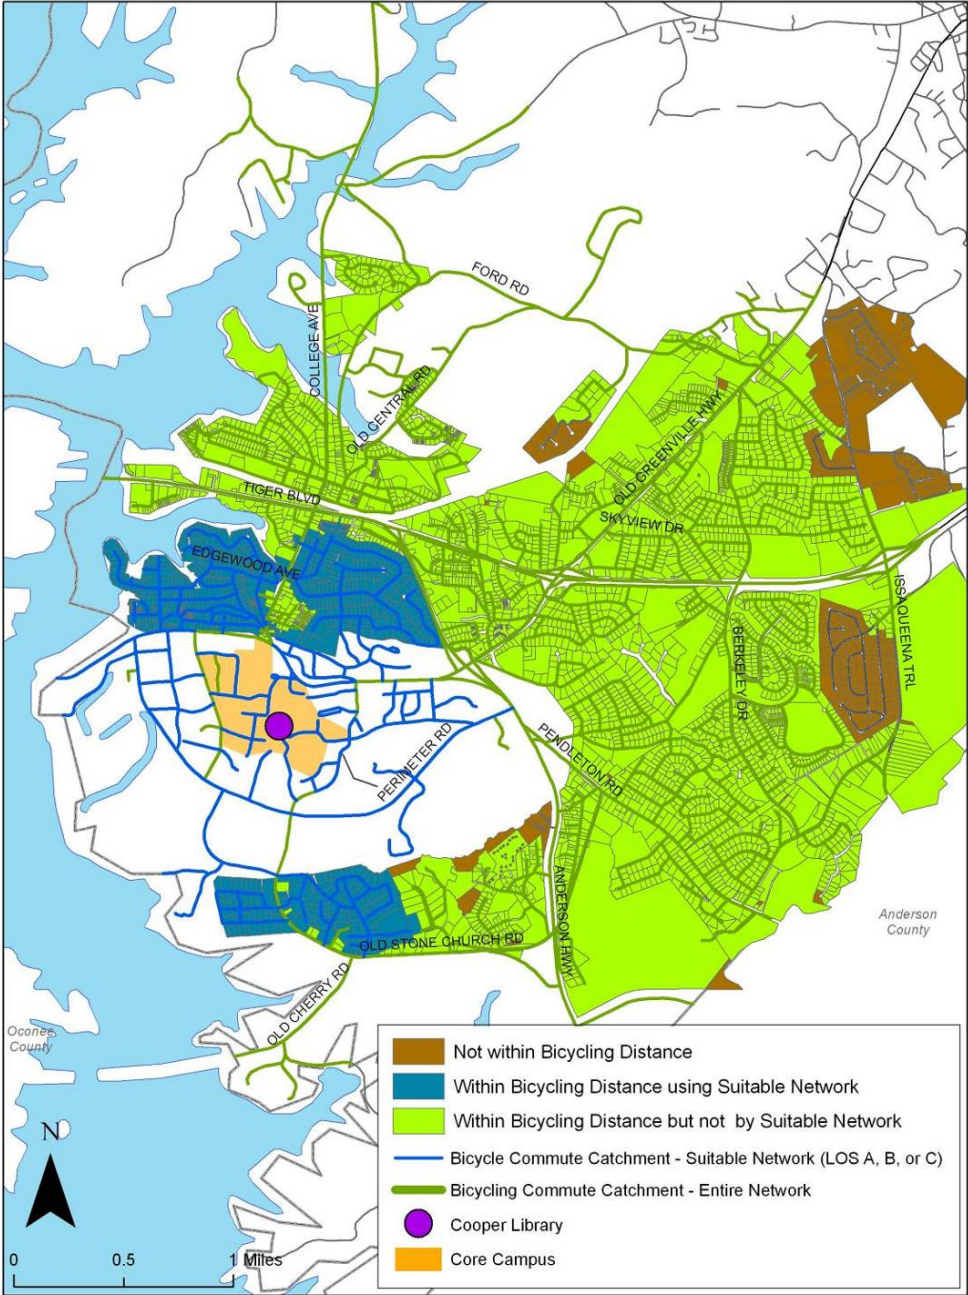 FORD RD
COLLEGE AVE
OLD CENTRAL RD
OLD GREENVILLE HWY
TIGER BLVD
SKYVIEW DR
EDGEWOOD AVE
ISSAQUEENA TRL
BERKELEY DR
PENDLETON RD
PERIMETER RD
ANDERSON HWY
Anderson
County
OLD STONE CHURCH RD
OLD CHERRY RD
Oconee
County
Not within Bicycling Distance
Within Bicycling Distance using Suitable Network
Within Bicycling Distance but not by Suitable Network
Bicycle Commute Catchment - Suitable Network (LOS A, B, or C)
Bicycling Commute Catchment - Entire Network
Cooper Library
Core Campus
N
0 0.5 1 Miles